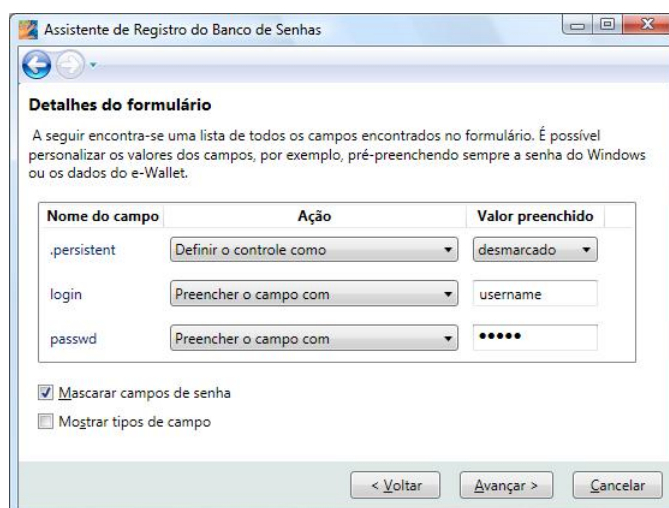 Assistente de Registro do Banco de Senhas
Detalhes do formulário
A seguir encontra-se uma lista de todos os campos encontrados no formulário. É possível
personalizar os valores dos campos, por exemplo, pré-preenchendo sempre a senha do Windows
ou os dados do e-Wallet.
Nome do campo Ação Valor preenchido
.persistent Definir o controle como desmarcado
login Preencher o campo com username
passwd Preencher o campo com •••••
Mascarar campos de senha
Mostrar tipos de campo
< Voltar Avançar > Cancelar